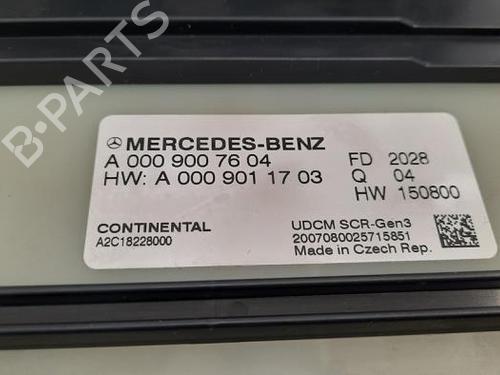 MERCEDES-BENZ
A 000 900 76 04
HW: A 000 901 17 03
FD 2028
Q 04
HW 150800
CONTINENTAL
A2C18228000
UDCM SCR-Gen3
2007080025715851
Made in Czech Rep.
B-PARTS